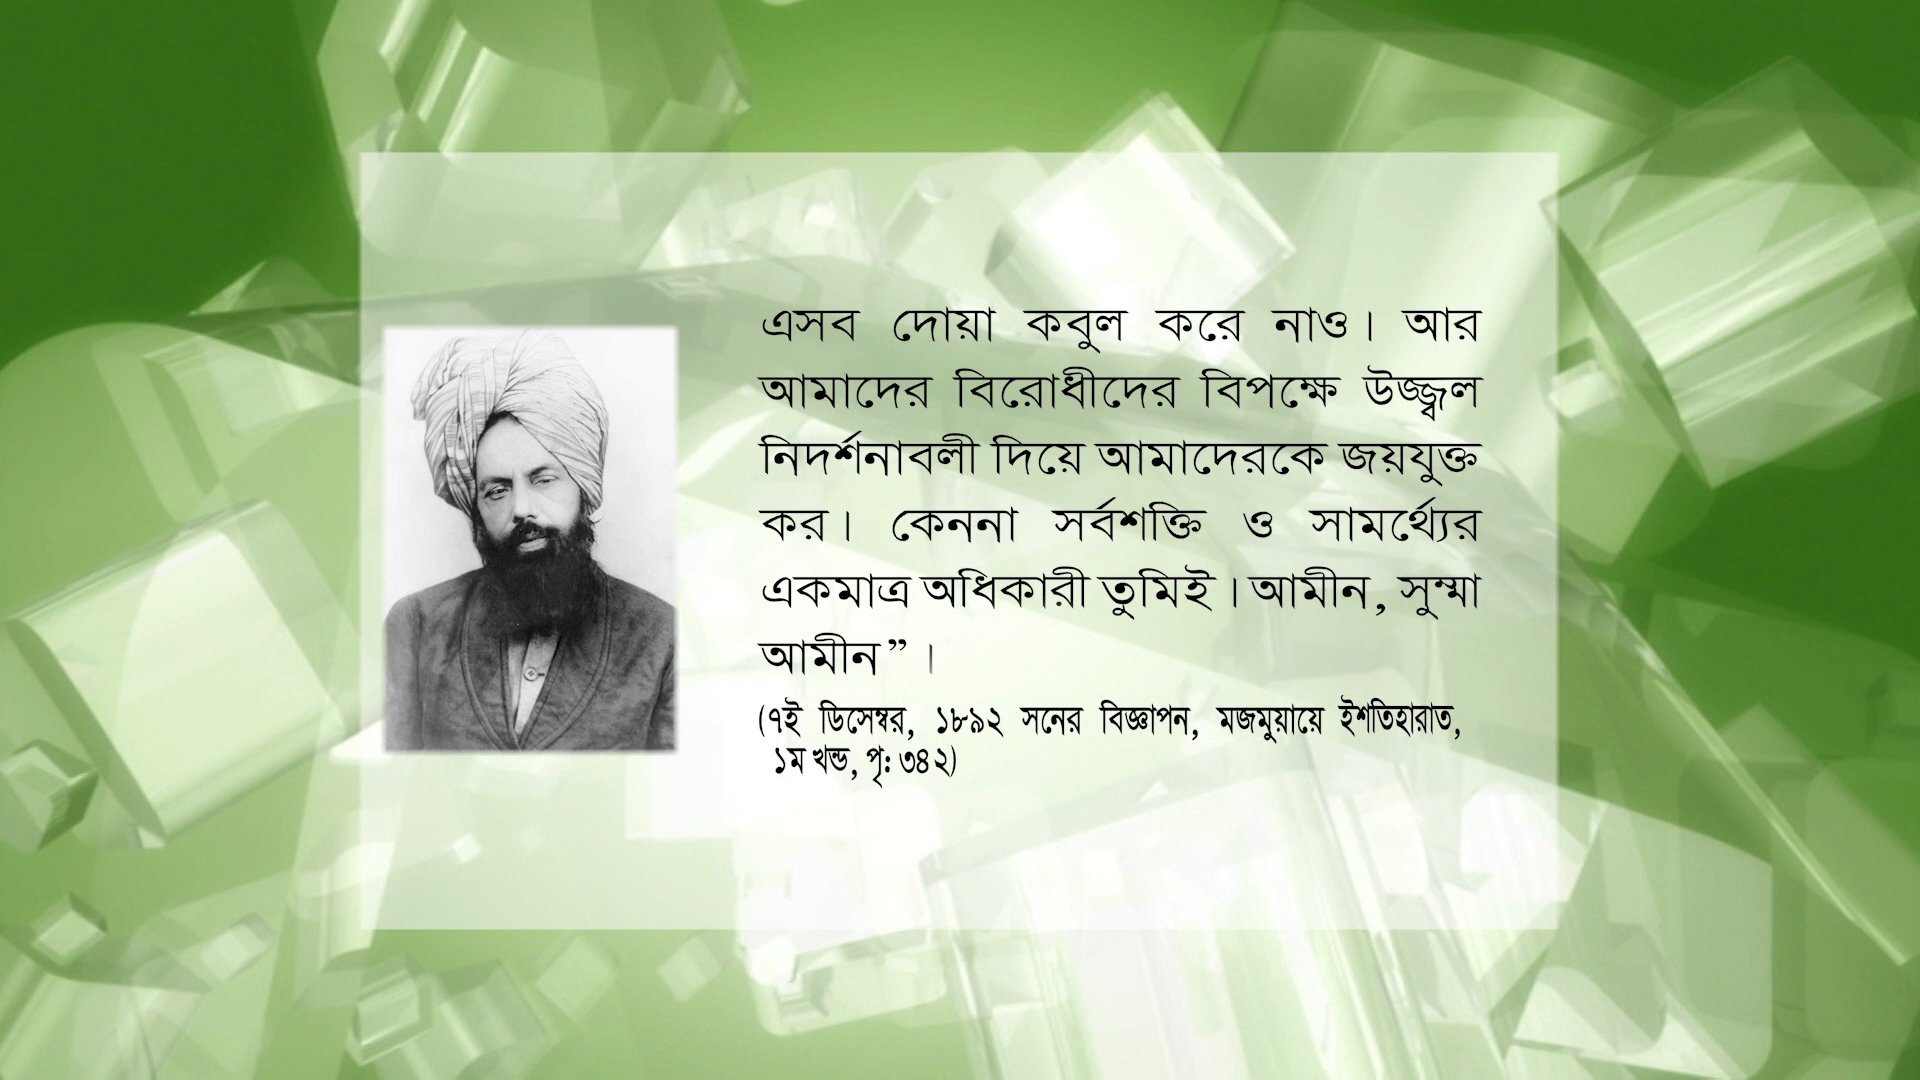 এসব দোয়া কবুল করে নাও। আর
আমাদের বিরোধীদের বিপক্ষে উজ্জ্বল
নিদর্শনাবলী দিয়ে আমাদেরকে জয়যুক্ত
কর। কেননা সর্বশক্তি ও সামর্থ্যের
একমাত্র অধিকারী তুমিই। আমীন, সুম্মা
আমীন”।
(৭ই ডিসেম্বর, ১৮৯২ সনের বিজ্ঞাপন, মজমুয়ায়ে ইশতিহারাত,
১ম খন্ড, পৃ: ৩৪২)